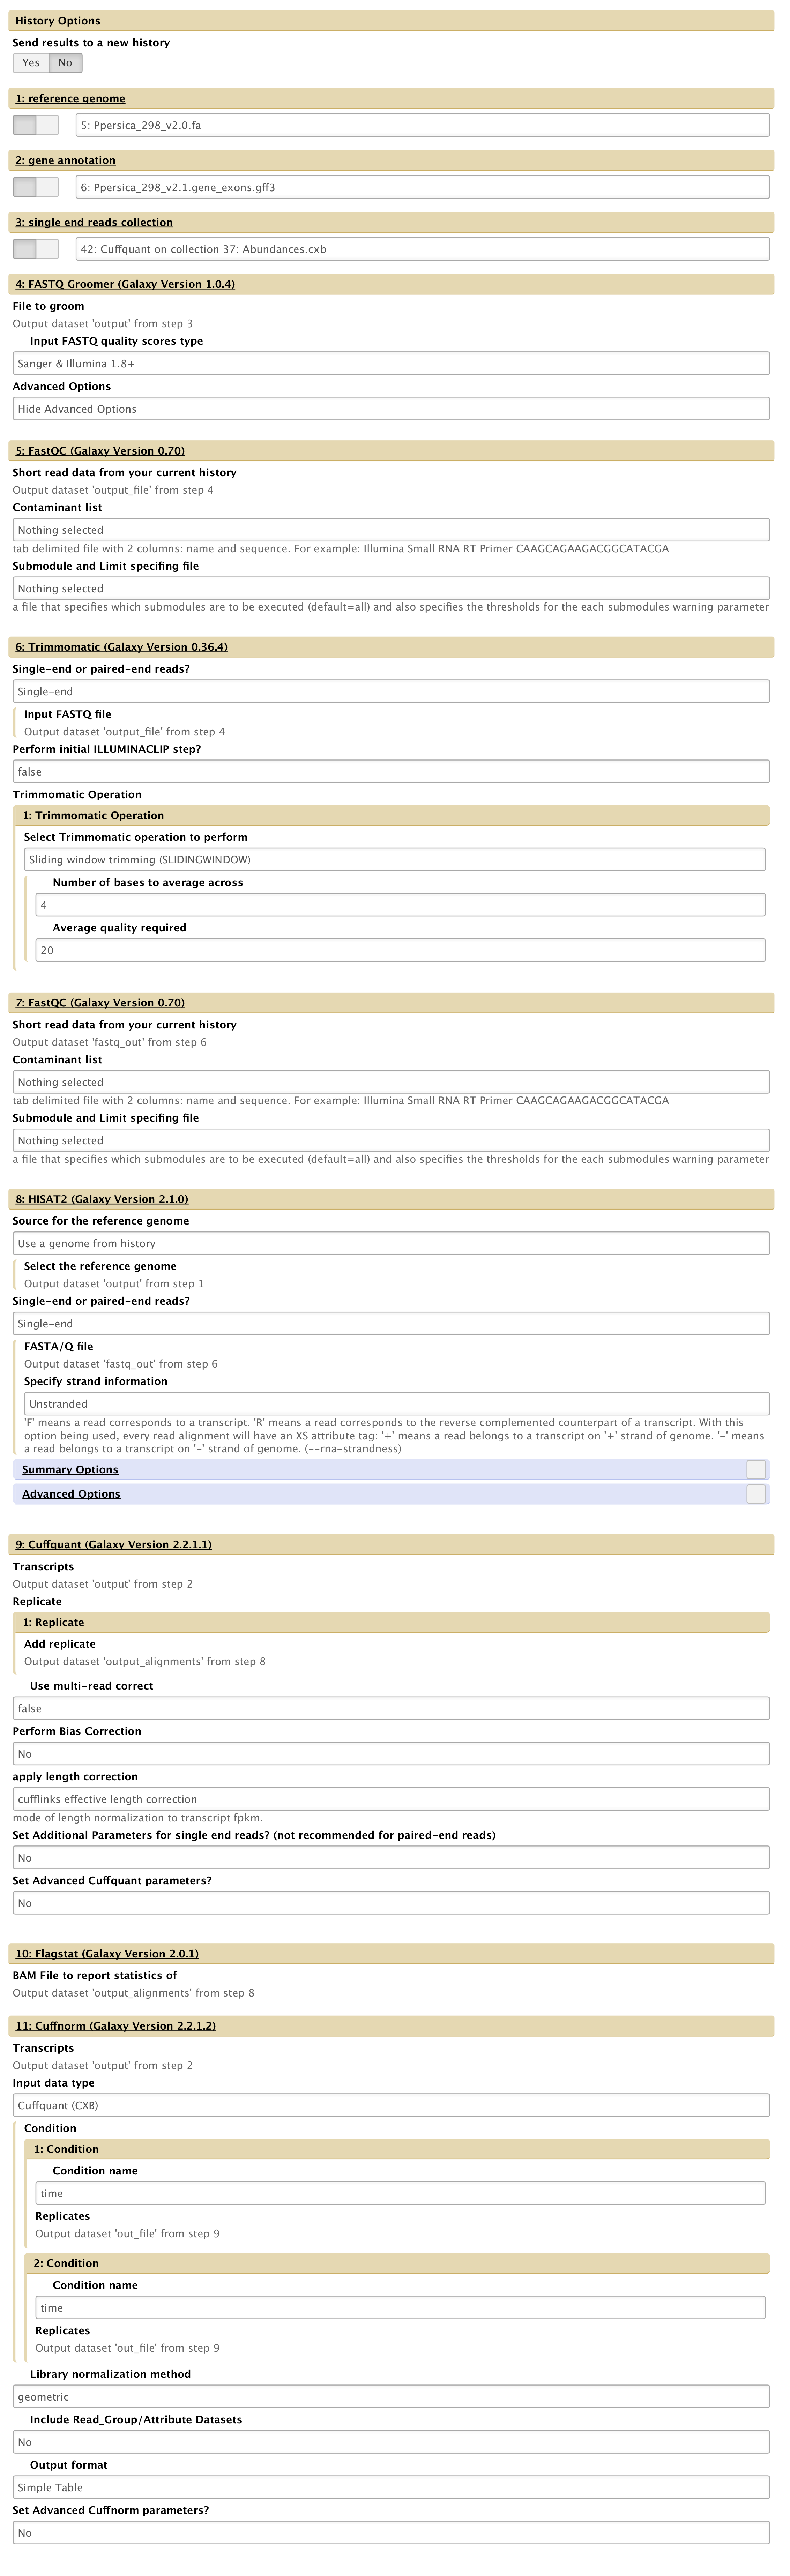 History Options
Send results to a new history
Yes No
1: reference genome
5: Ppersica_298_v2.0.fa
2: gene annotation
6: Ppersica_298_v2.1.gene_exons.gff3
3: single end reads collection
42: Cuffquant on collection 37: Abundances.cxb
4: FASTQ Groomer (Galaxy Version 1.0.4)
File to groom
Output dataset 'output' from step 3
Input FASTQ quality scores type
Sanger & Illumina 1.8+
Advanced Options
Hide Advanced Options
5: FastQC (Galaxy Version 0.70)
Short read data from your current history
Output dataset 'output_file' from step 4
Contaminant list
Nothing selected
tab delimited file with 2 columns: name and sequence. For example: Illumina Small RNA RT Primer CAAGCAGAAGACGGCATACGA
Submodule and Limit specifing file
Nothing selected
a file that specifies which submodules are to be executed (default=all) and also specifies the thresholds for the each submodules warning parameter
6: Trimmomatic (Galaxy Version 0.36.4)
Single-end or paired-end reads?
Single-end
Input FASTQ file
Output dataset 'output_file' from step 4
Perform initial ILLUMINACLIP step?
false
Trimmomatic Operation
1: Trimmomatic Operation
Select Trimmomatic operation to perform
Sliding window trimming (SLIDINGWINDOW)
Number of bases to average across
4
Average quality required
20
7: FastQC (Galaxy Version 0.70)
Short read data from your current history
Output dataset 'fastq_out' from step 6
Contaminant list
Nothing selected
tab delimited file with 2 columns: name and sequence. For example: Illumina Small RNA RT Primer CAAGCAGAAGACGGCATACGA
Submodule and Limit specifing file
Nothing selected
a file that specifies which submodules are to be executed (default=all) and also specifies the thresholds for the each submodules warning parameter
8: HISAT2 (Galaxy Version 2.1.0)
Source for the reference genome
Use a genome from history
Select the reference genome
Output dataset 'output' from step 1
Single-end or paired-end reads?
Single-end
FASTA/Q file
Output dataset 'fastq_out' from step 6
Specify strand information
Unstranded
'F' means a read corresponds to a transcript. 'R' means a read corresponds to the reverse complemented counterpart of a transcript. With this
option being used, every read alignment will have an XS attribute tag: '+' means a read belongs to a transcript on '+' strand of genome. '-' means
a read belongs to a transcript on '-' strand of genome. (--rna-strandness)
Summary Options
Advanced Options
9: Cuffquant (Galaxy Version 2.2.1.1)
Transcripts
Output dataset 'output' from step 2
Replicate
1: Replicate
Add replicate
Output dataset 'output_alignments' from step 8
Use multi-read correct
false
Perform Bias Correction
No
apply length correction
cufflinks effective length correction
mode of length normalization to transcript fpkm.
Set Additional Parameters for single end reads? (not recommended for paired-end reads)
No
Set Advanced Cuffquant parameters?
No
10: Flagstat (Galaxy Version 2.0.1)
BAM File to report statistics of
Output dataset 'output_alignments' from step 8
11: Cuffnorm (Galaxy Version 2.2.1.2)
Transcripts
Output dataset 'output' from step 2
Input data type
Cuffquant (CXB)
Condition
1: Condition
Condition name
time
Replicates
Output dataset 'out_file' from step 9
2: Condition
Condition name
time
Replicates
Output dataset 'out_file' from step 9
Library normalization method
geometric
Include Read_Group/Attribute Datasets
No
Output format
Simple Table
Set Advanced Cuffnorm parameters?
No